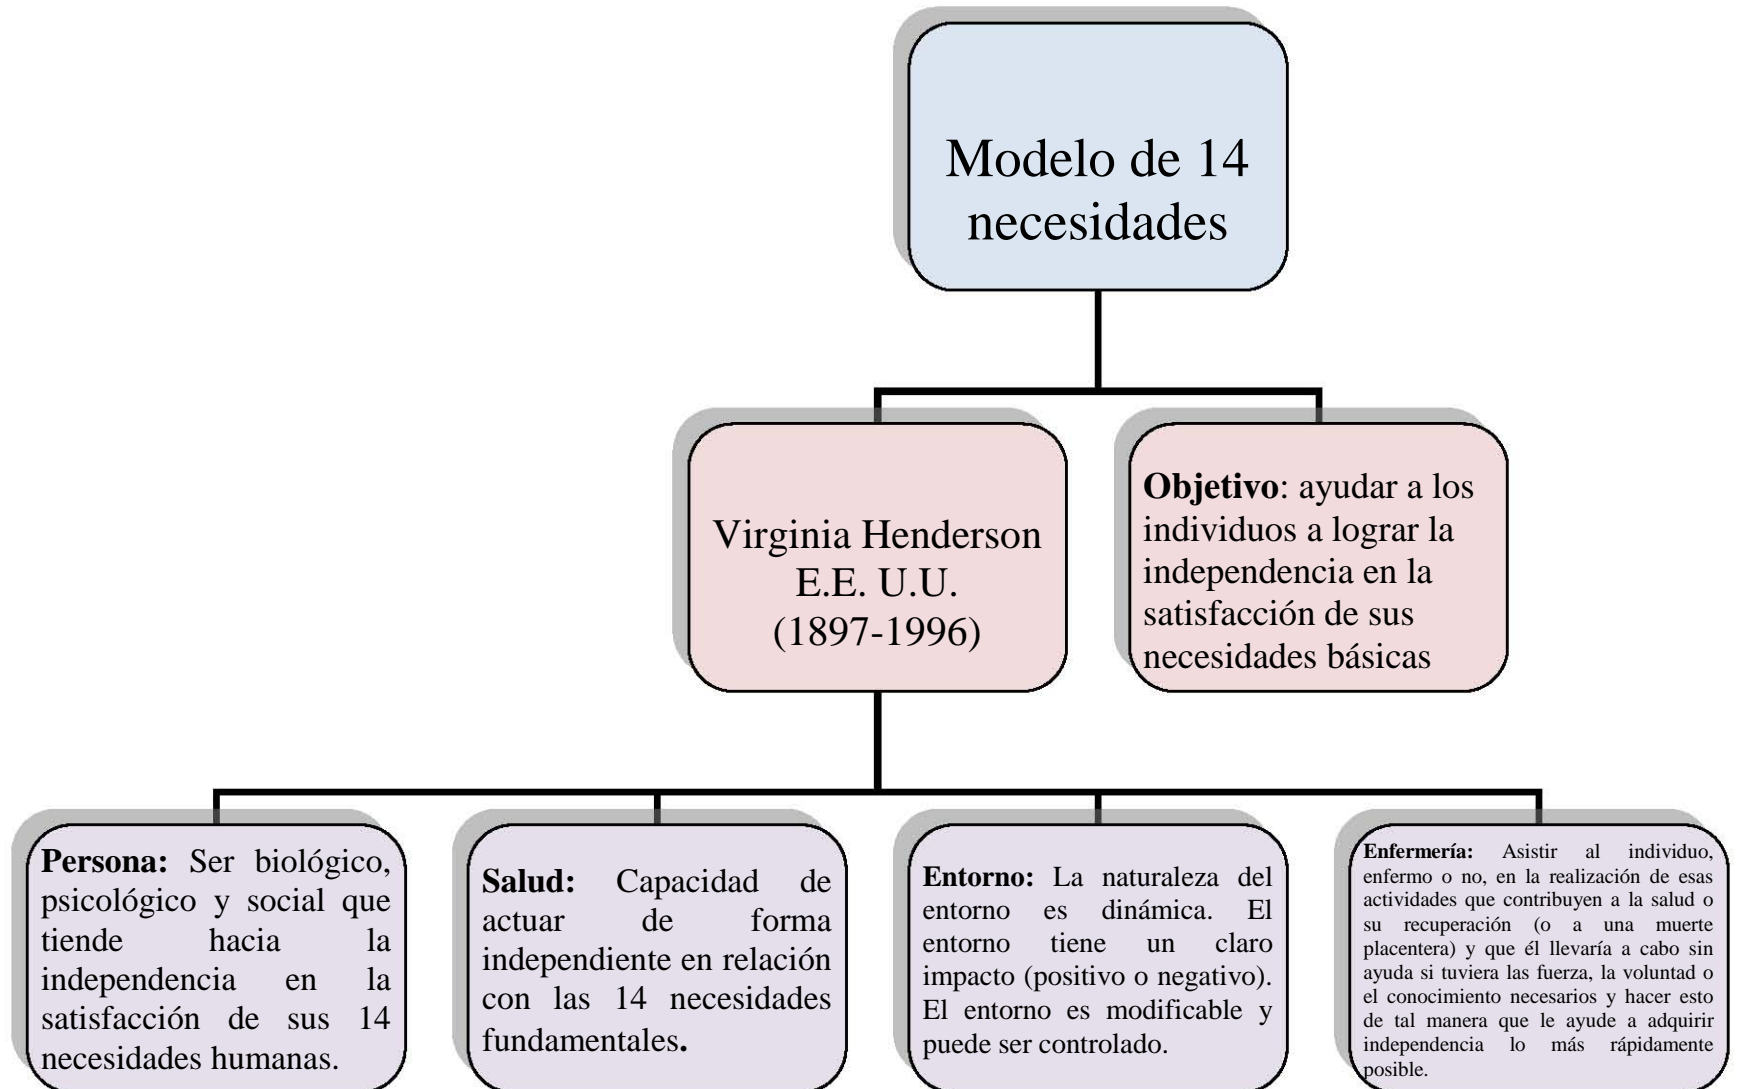 Modelo de 14
necesidades
Virginia Henderson
E.E. U.U.
(1897-1996)
Objetivo: ayudar a los
individuos a lograr la
independencia en la
satisfacción de sus
necesidades básicas
Persona: Ser biológico,
psicológico y social que
tiende hacia la
independencia en la
satisfacción de sus 14
necesidades humanas.
Salud: Capacidad de
actuar de forma
independiente en relación
con las 14 necesidades
fundamentales.
Entorno: La naturaleza del
entorno es dinámica. El
entorno tiene un claro
impacto (positivo o negativo).
El entorno es modificable y
puede ser controlado.
Enfermería: Asistir al individuo,
enfermo o no, en la realización de esas
actividades que contribuyen a la salud o
su recuperación (o a una muerte
placentera) y que él llevaría a cabo sin
ayuda si tuviera las fuerza, la voluntad o
el conocimiento necesarios y hacer esto
de tal manera que le ayude a adquirir
independencia lo más rápidamente
posible.